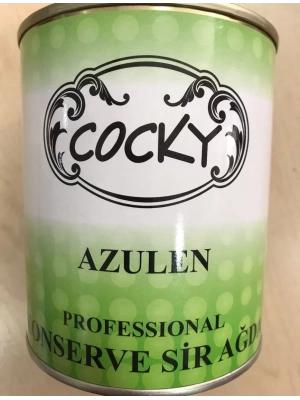 COCKY
AZULEN
PROFESSIONAL
ONSERVE SİR AĞD